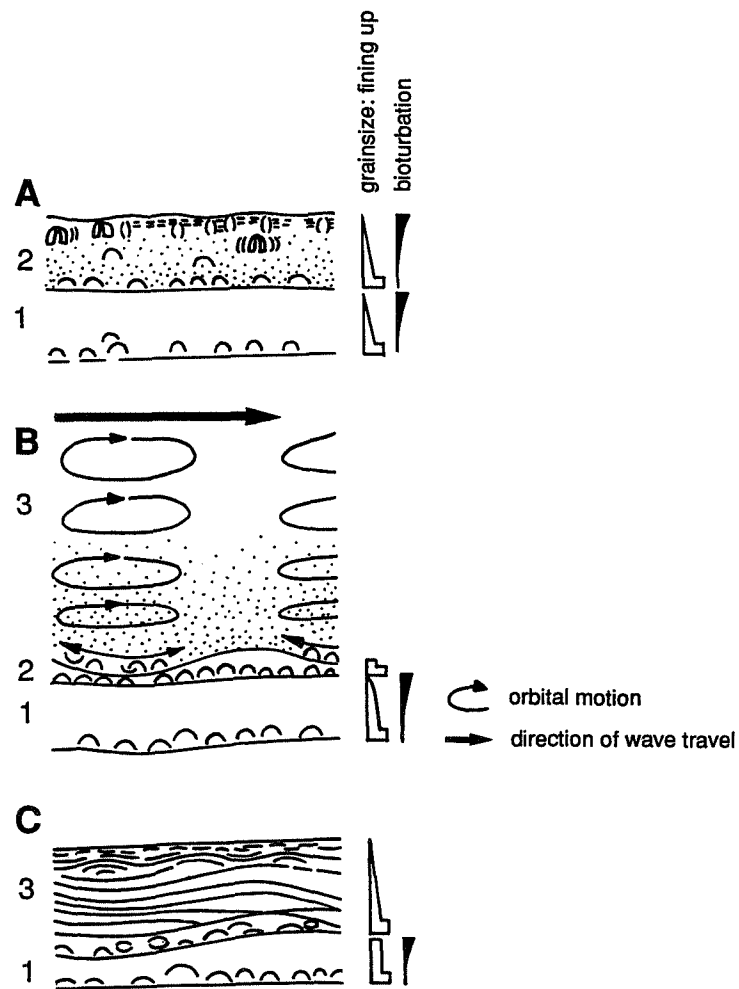 grainsize: fining up
bioturbation
A
2
1
B
3
2
1
orbital motion
direction of wave travel
C
3
1